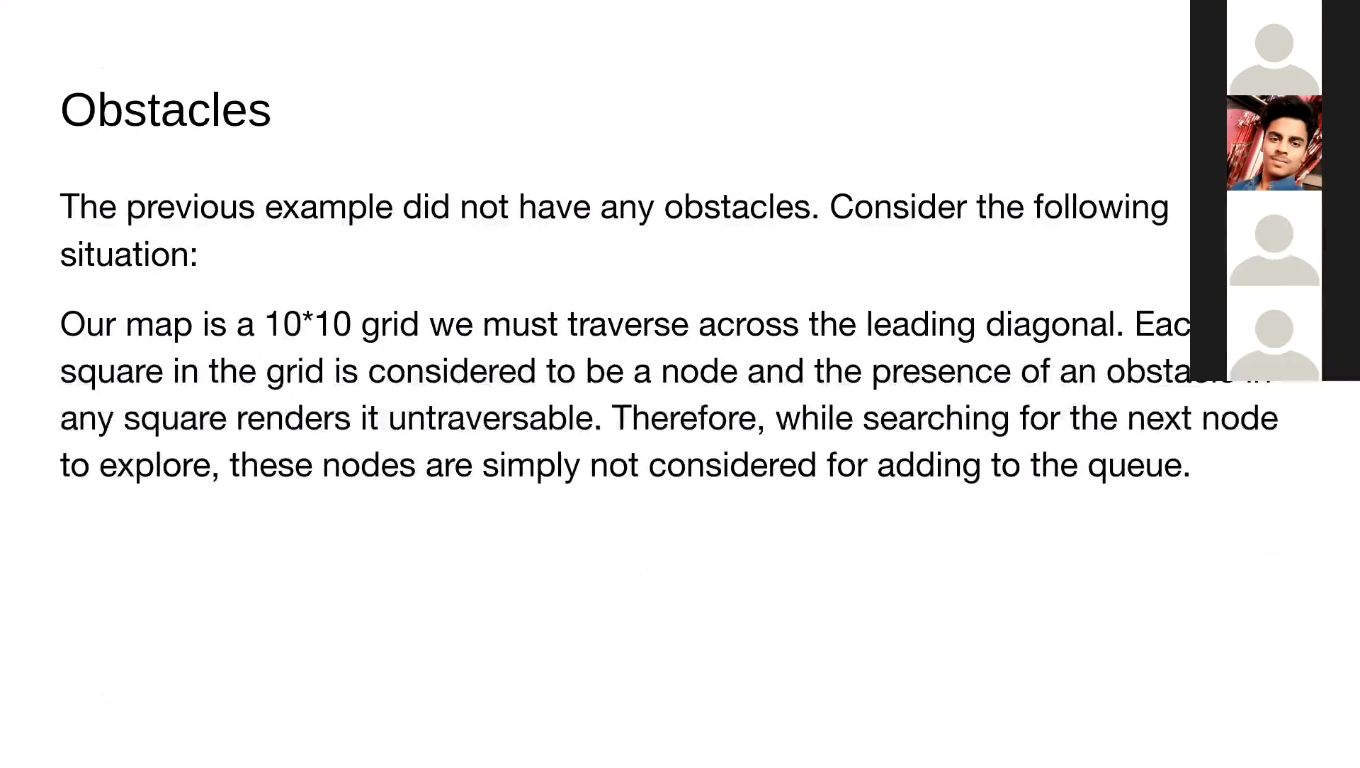 Obstacles
The previous example did not have any obstacles. Consider the following
situation:
Our map is a 10*10 grid we must traverse across the leading diagonal. Eac
square in the grid is considered to be a node and the presence of an obstacle in
any square renders it untraversable. Therefore, while searching for the next node
to explore, these nodes are simply not considered for adding to the queue.